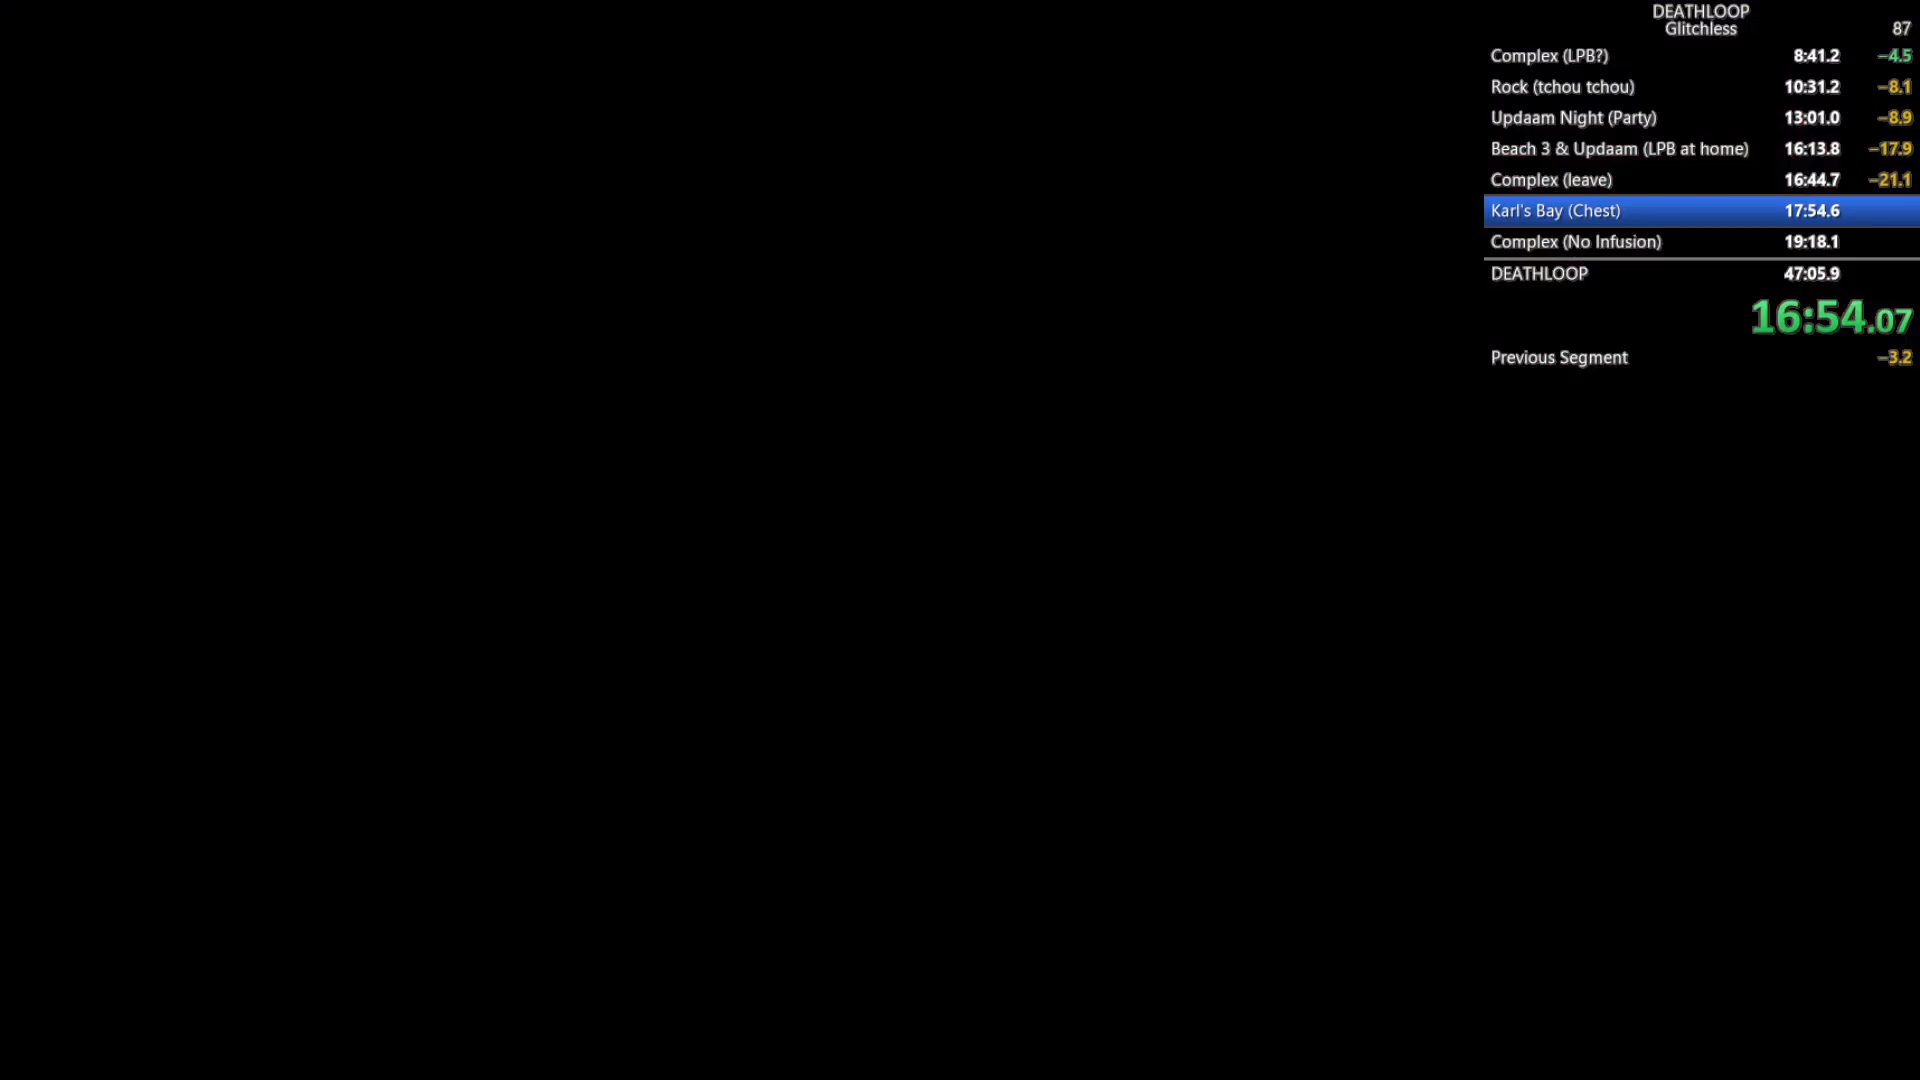 DEATHLOOP
Glitchless 87
Complex (LPB?) 8:41.2 −4.5
Rock (tchou tchou) 10:31.2 −8.1
Updaam Night (Party) 13:01.0 −8.9
Beach 3 & Updaam (LPB at home) 16:13.8 −17.9
Complex (leave) 16:44.7 −21.1
Karl's Bay (Chest) 17:54.6
Complex (No Infusion) 19:18.1
DEATHLOOP 47:05.9
16:54.07
Previous Segment −3.2